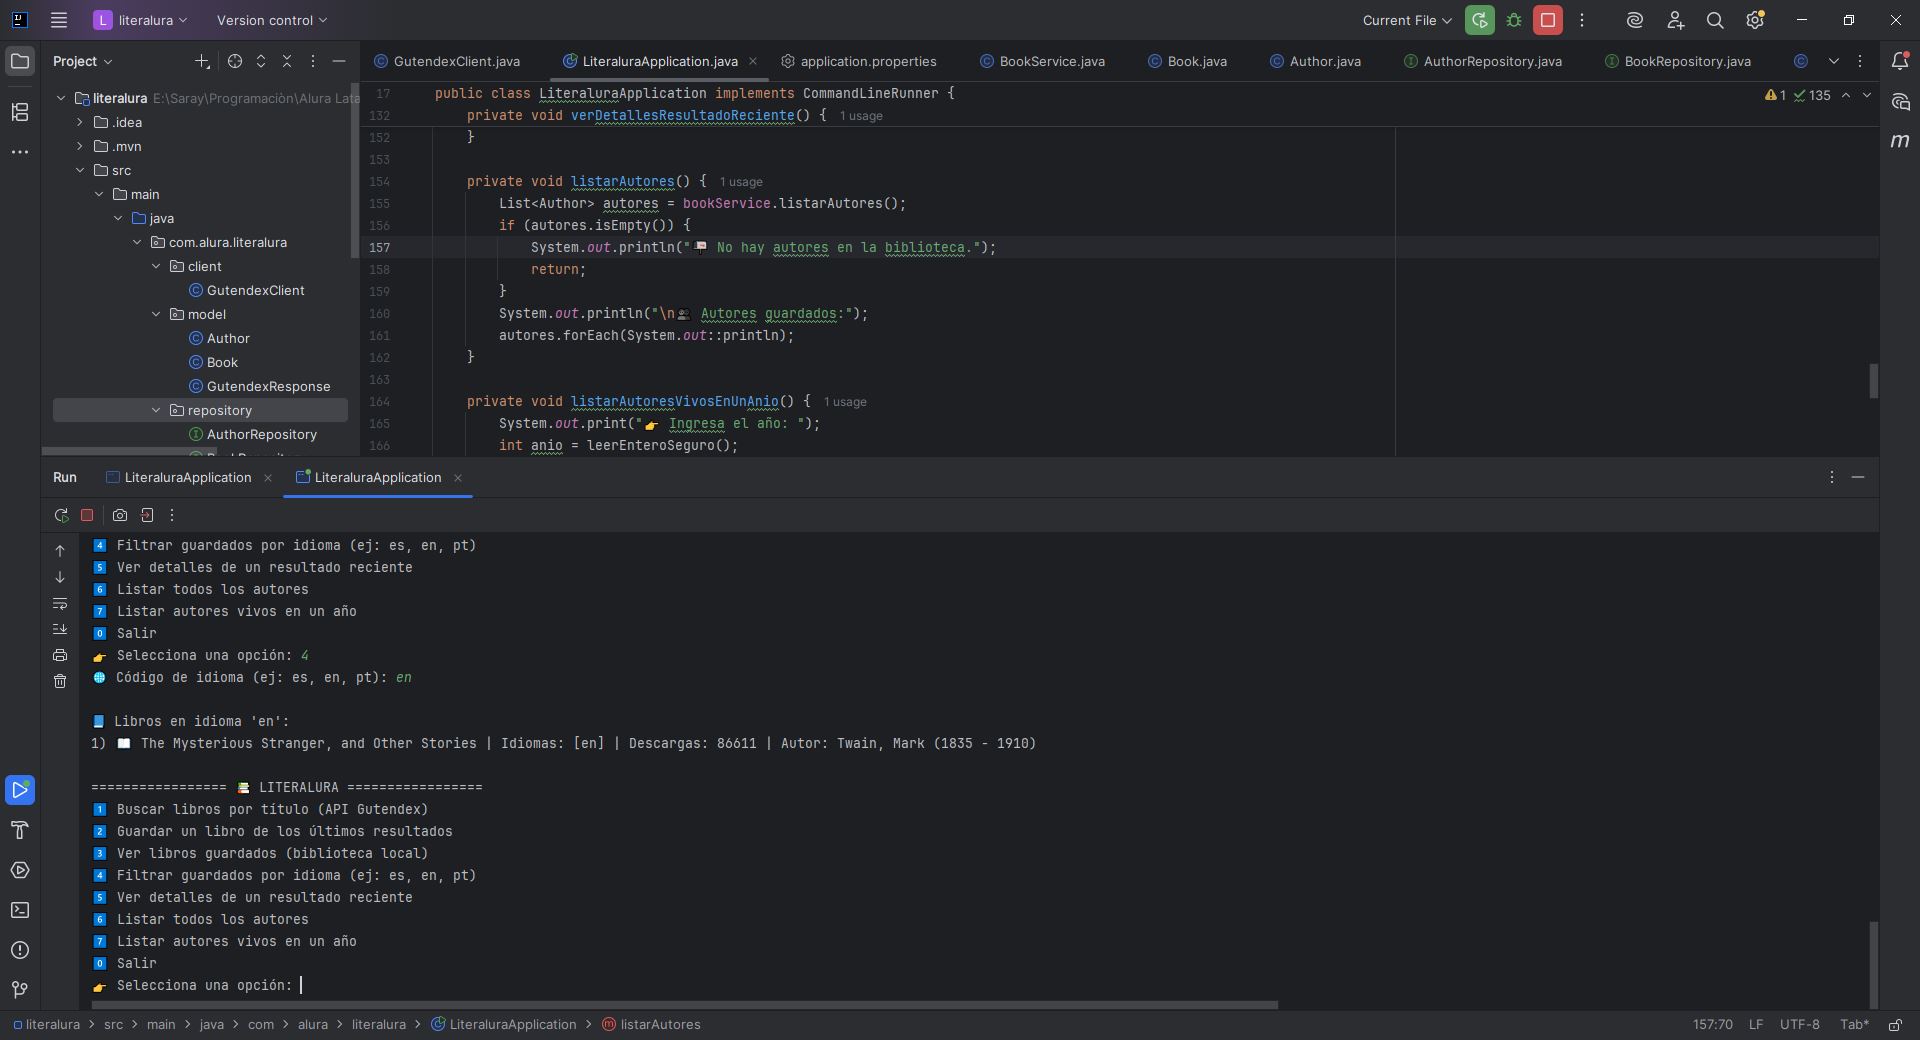 literalura
Version control
Current File
Project
GutendexClient.java
LiteraluraApplication.java
application.properties
BookService.java
Book.java
Author.java
AuthorRepository.java
BookRepository.java
literalura E:\Saray\Programaciòn\Alura Lata
.idea
.mvn
src
main
java
com.alura.literalura
client
GutendexClient
model
Author
Book
GutendexResponse
repository
AuthorRepository
17 public class LiteraluraApplication implements CommandLineRunner {
132 private void verDetallesResultadoReciente() { 1 usage
152 }
153
154 private void listarAutores() { 1 usage
155 List<Author> autores = bookService.listarAutores();
156 if (autores.isEmpty()) {
157 System.out.println("📭 No hay autores en la biblioteca.");
158 return;
159 }
160 System.out.println("\n👥 Autores guardados:");
161 autores.forEach(System.out::println);
162 }
163
164 private void listarAutoresVivosEnUnAnio() { 1 usage
165 System.out.print("👉 Ingresa el año: ");
166 int anio = leerEnteroSeguro();
1 135
Run
LiteraluraApplication
LiteraluraApplication
4️⃣ Filtrar guardados por idioma (ej: es, en, pt)
5️⃣ Ver detalles de un resultado reciente
6️⃣ Listar todos los autores
7️⃣ Listar autores vivos en un año
0️⃣ Salir
👉 Selecciona una opción: 4
🌐 Código de idioma (ej: es, en, pt): en
📘 Libros en idioma 'en':
1) 📖 The Mysterious Stranger, and Other Stories | Idiomas: [en] | Descargas: 86611 | Autor: Twain, Mark (1835 - 1910)
================= 📚 LITERALURA =================
1️⃣ Buscar libros por título (API Gutendex)
2️⃣ Guardar un libro de los últimos resultados
3️⃣ Ver libros guardados (biblioteca local)
4️⃣ Filtrar guardados por idioma (ej: es, en, pt)
5️⃣ Ver detalles de un resultado reciente
6️⃣ Listar todos los autores
7️⃣ Listar autores vivos en un año
0️⃣ Salir
👉 Selecciona una opción:
literalura > src > main > java > com > alura > literalura > LiteraluraApplication > listarAutores
157:70 LF UTF-8 Tab*